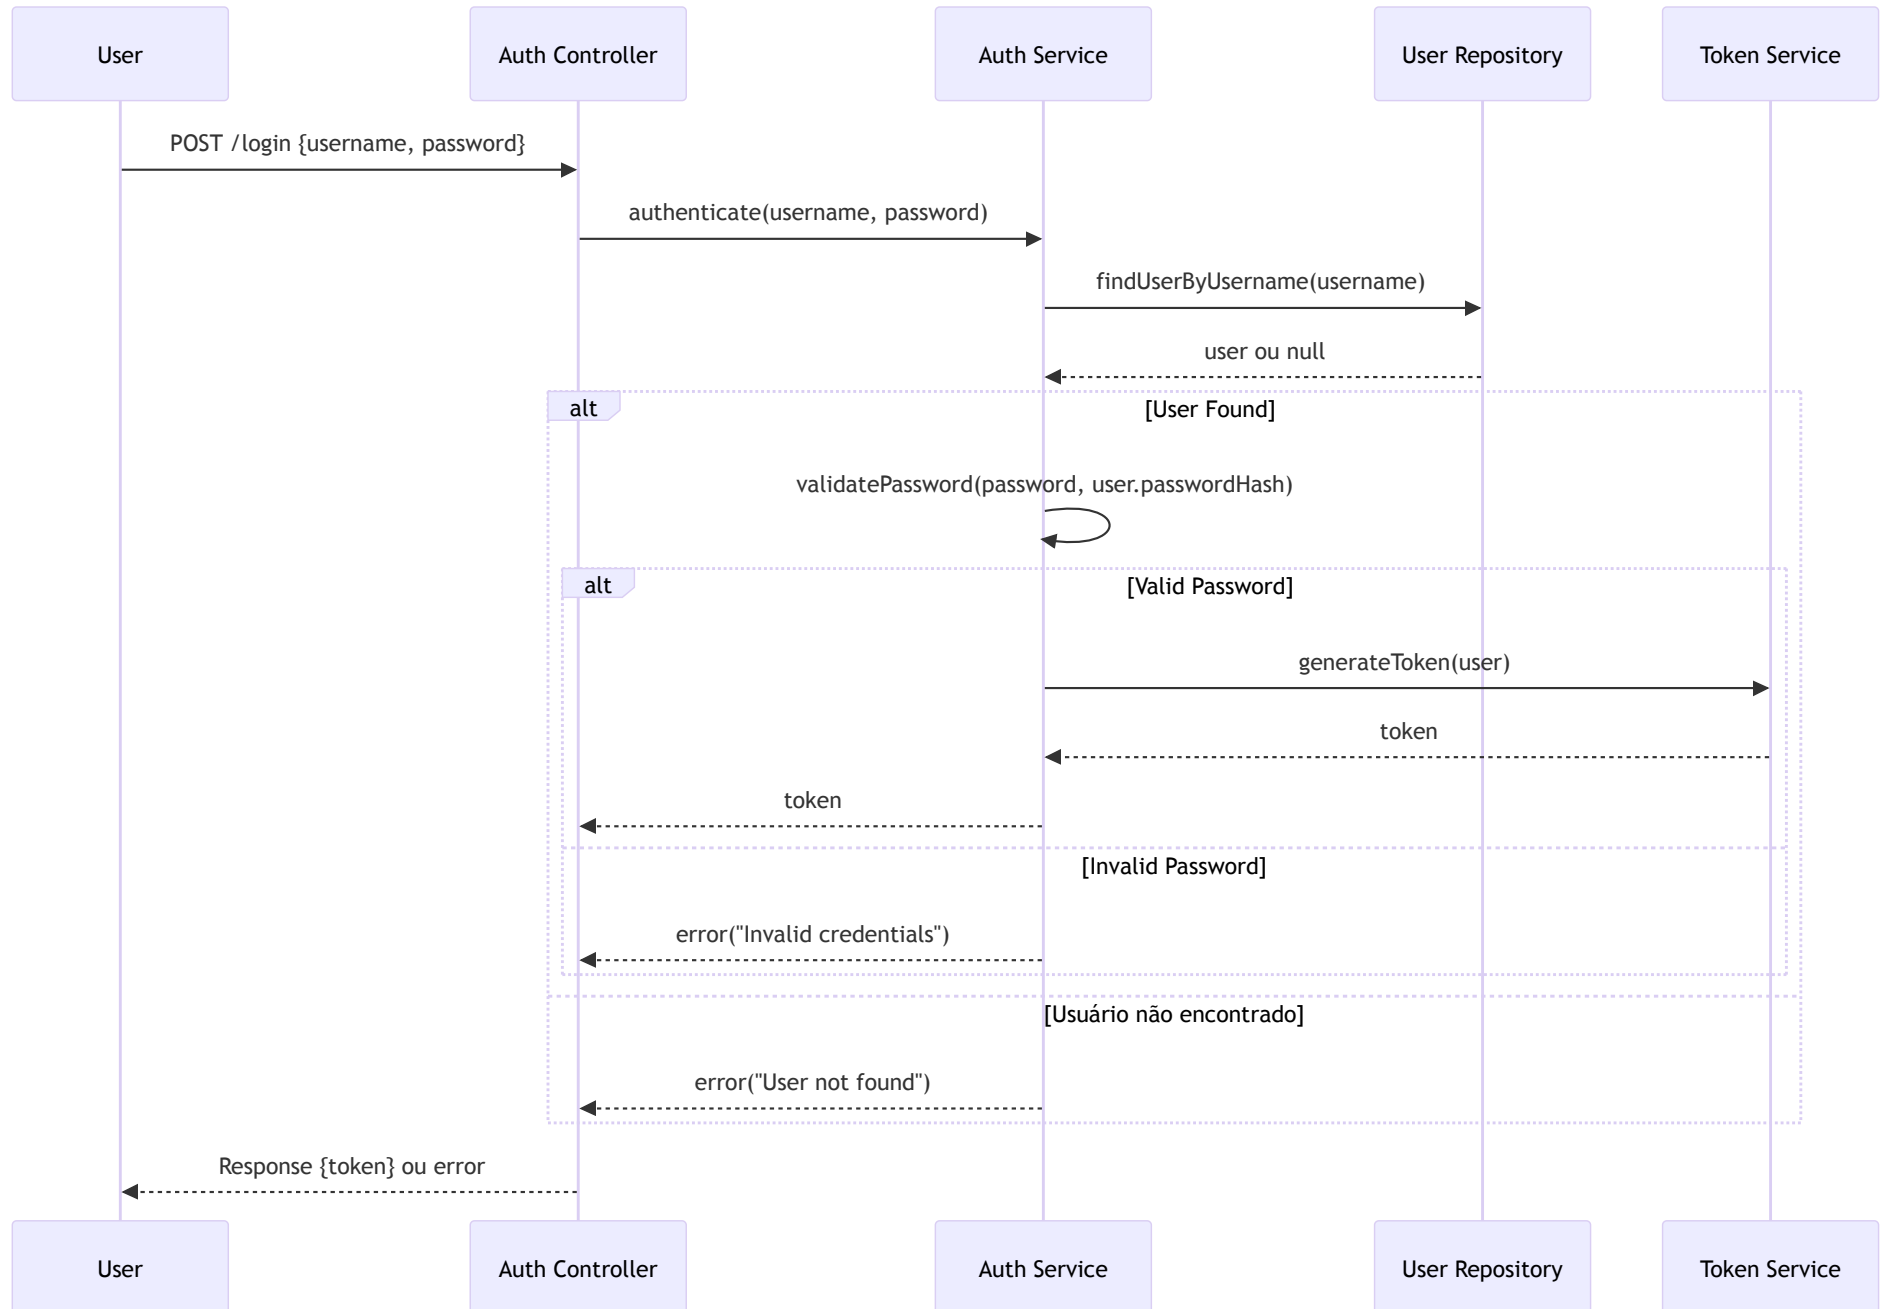 User
Auth Controller
Auth Service
User Repository
Token Service
POST /login {username, password}
authenticate(username, password)
findUserByUsername(username)
user ou null
alt
[User Found]
validatePassword(password, user.passwordHash)
alt
[Valid Password]
generateToken(user)
token
token
[Invalid Password]
error("Invalid credentials")
[Usuário não encontrado]
error("User not found")
Response {token} ou error
User
Auth Controller
Auth Service
User Repository
Token Service